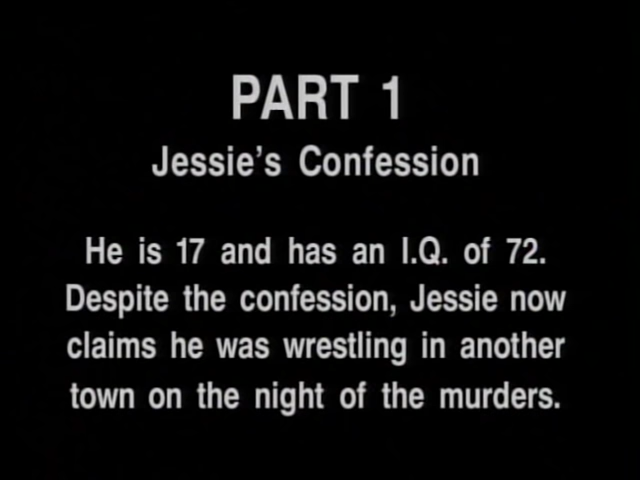 PART 1
Jessie's Confession
He is 17 and has an I.Q. of 72.
Despite the confession, Jessie now
claims he was wrestling in another
town on the night of the murders.